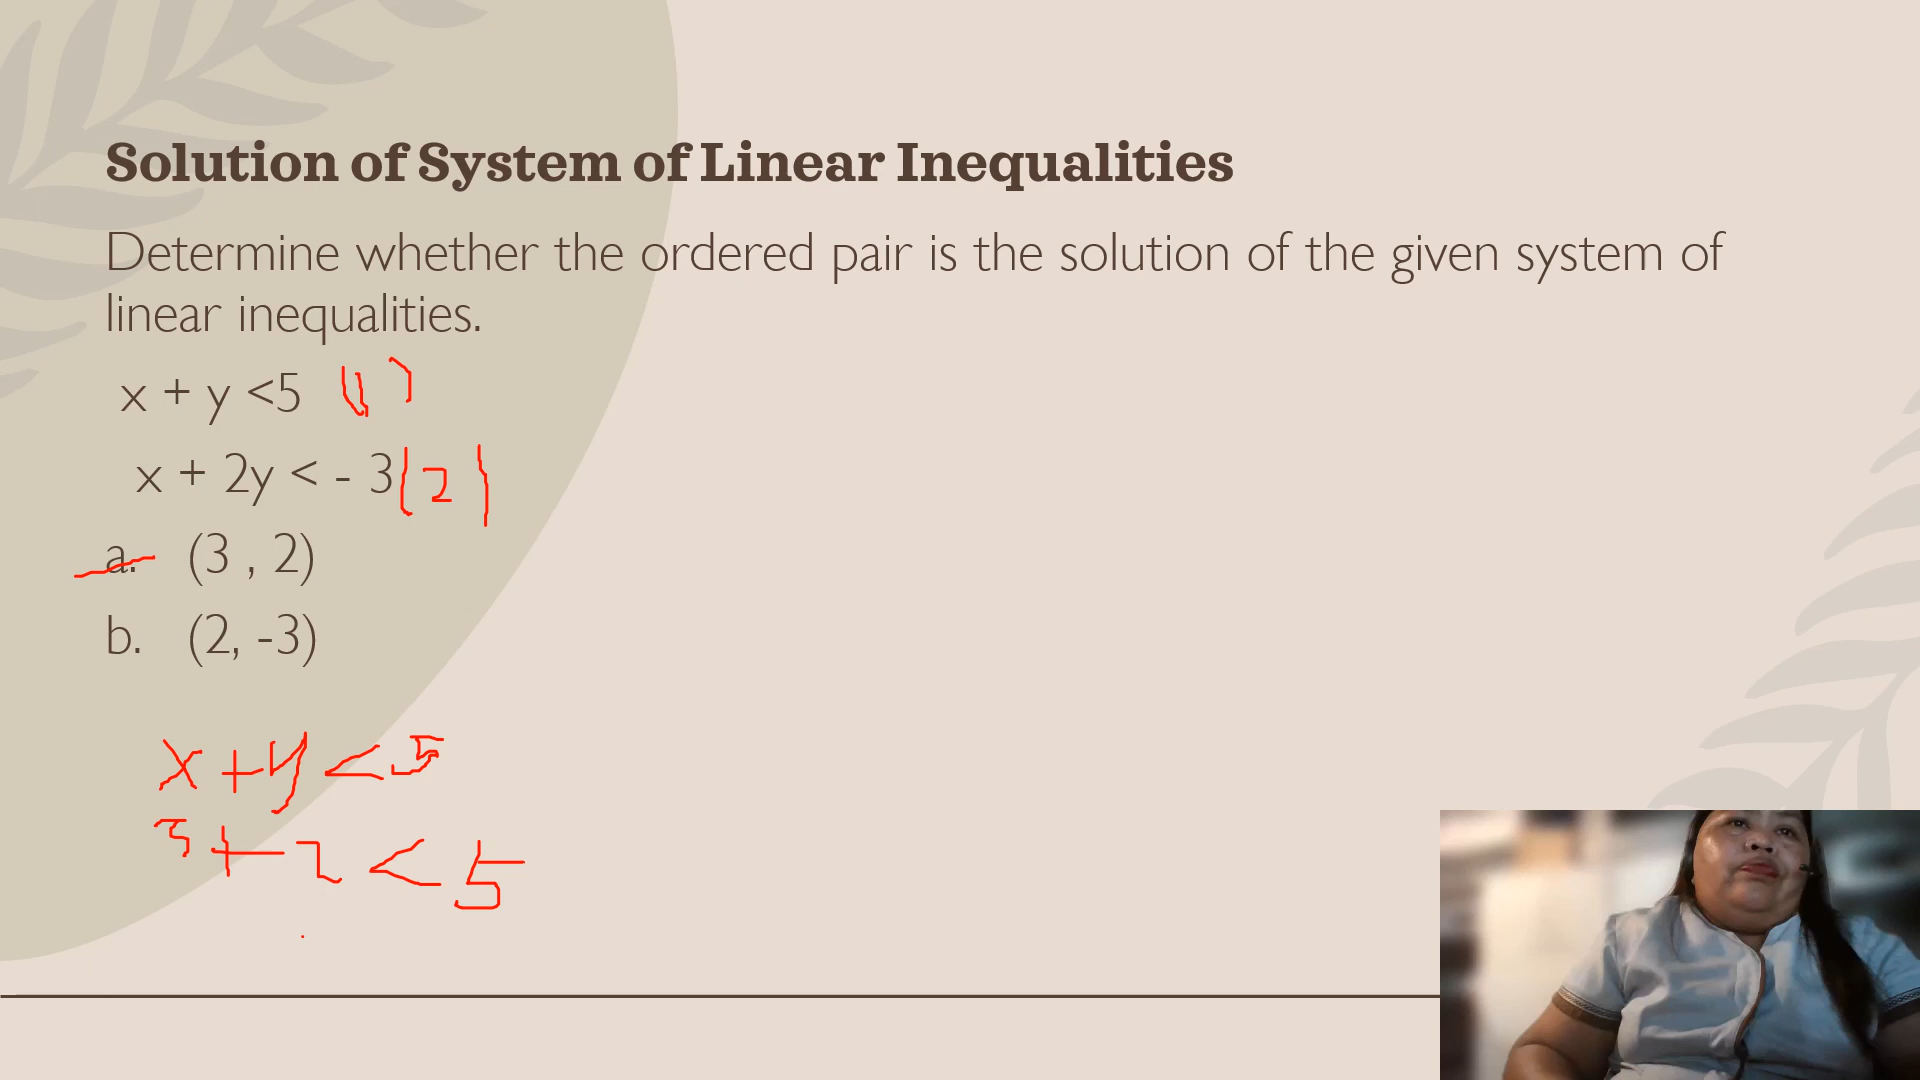 Solution of System of Linear Inequalities
Determine whether the ordered pair is the solution of the given system of
linear inequalities.
x + y <5 (1)
x + 2y < - 3 (2)
a. (3 , 2)
b. (2, -3)
x + y < 5
3 + 2 < 5